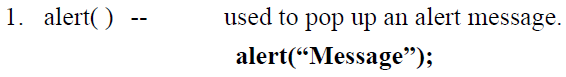 1. alert( ) -- used to pop up an alert message.
alert(“Message”);